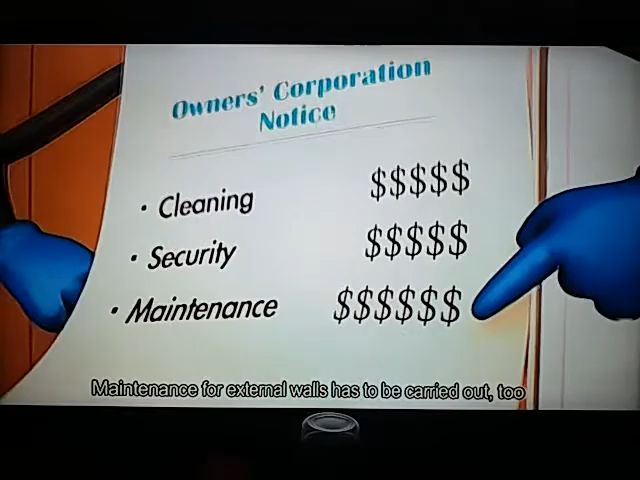 Owners' Corporation
Notice
• Cleaning $$$$$
• Security $$$$$
• Maintenance $$$$$$
Maintenance for external walls has to be carried out, too